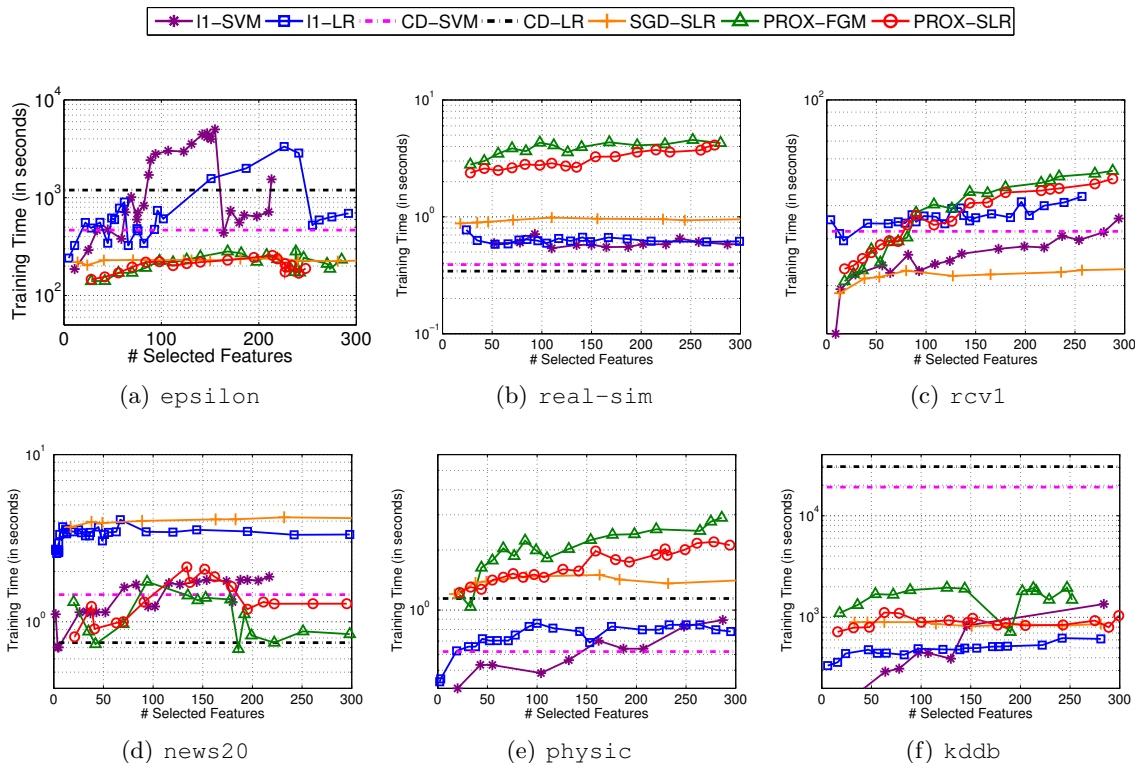 l1-SVM l1-LR CD-SVM CD-LR SGD-SLR PROX-FGM PROX-SLR
10^4
10^3
10^2
Training Time (in seconds)
0 100 200 300
# Selected Features
(a) epsilon
10^1
10^0
10^-1
Training Time (in seconds)
0 50 100 150 200 250 300
# Selected Features
(b) real-sim
10^2
Training Time (in seconds)
0 50 100 150 200 250 300
# Selected Features
(c) rcv1
10^1
10^0
Training Time (in seconds)
0 50 100 150 200 250 300
# Selected Features
(d) news20
10^0
Training Time (in seconds)
0 50 100 150 200 250 300
# Selected Features
(e) physic
10^3
Training Time (in seconds)
0 50 100 150 200 250 300
# Selected Features
(f) kddb